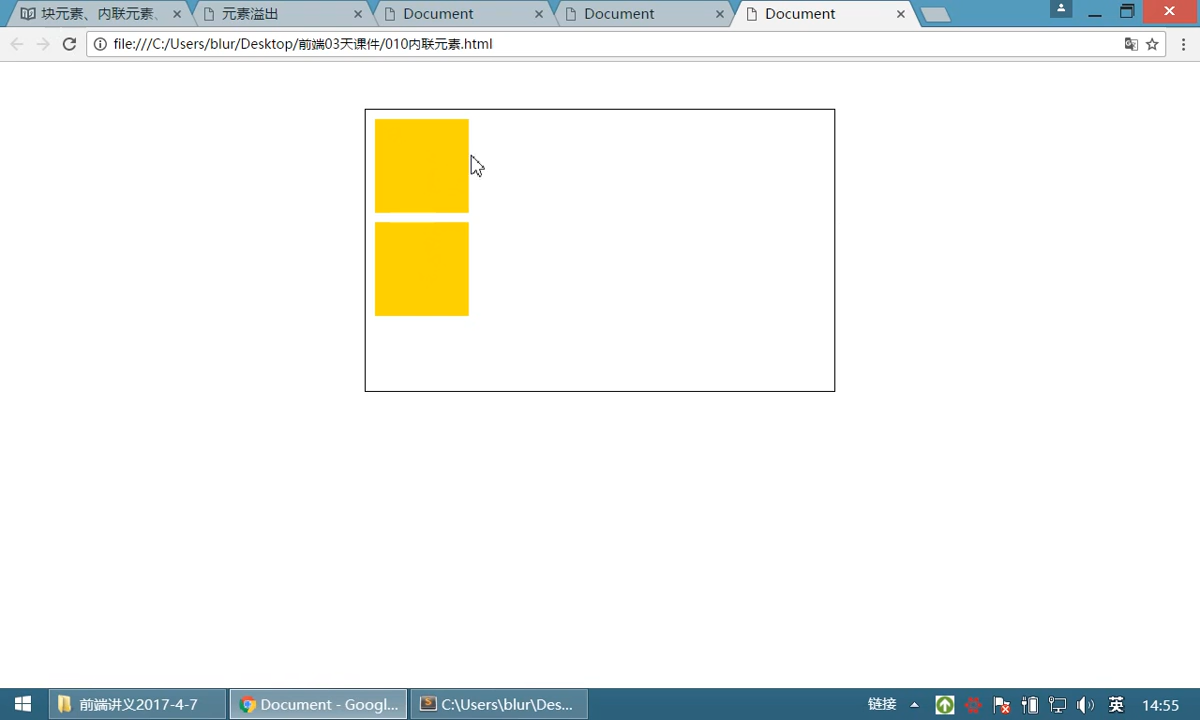 块元素、内联元素、
元素溢出
Document
Document
Document
file:///C:/Users/blur/Desktop/前端03天课件/010内联元素.html
前端讲义2017-4-7
Document - Googl...
C:\Users\blur\Des...
链接
英
14:55